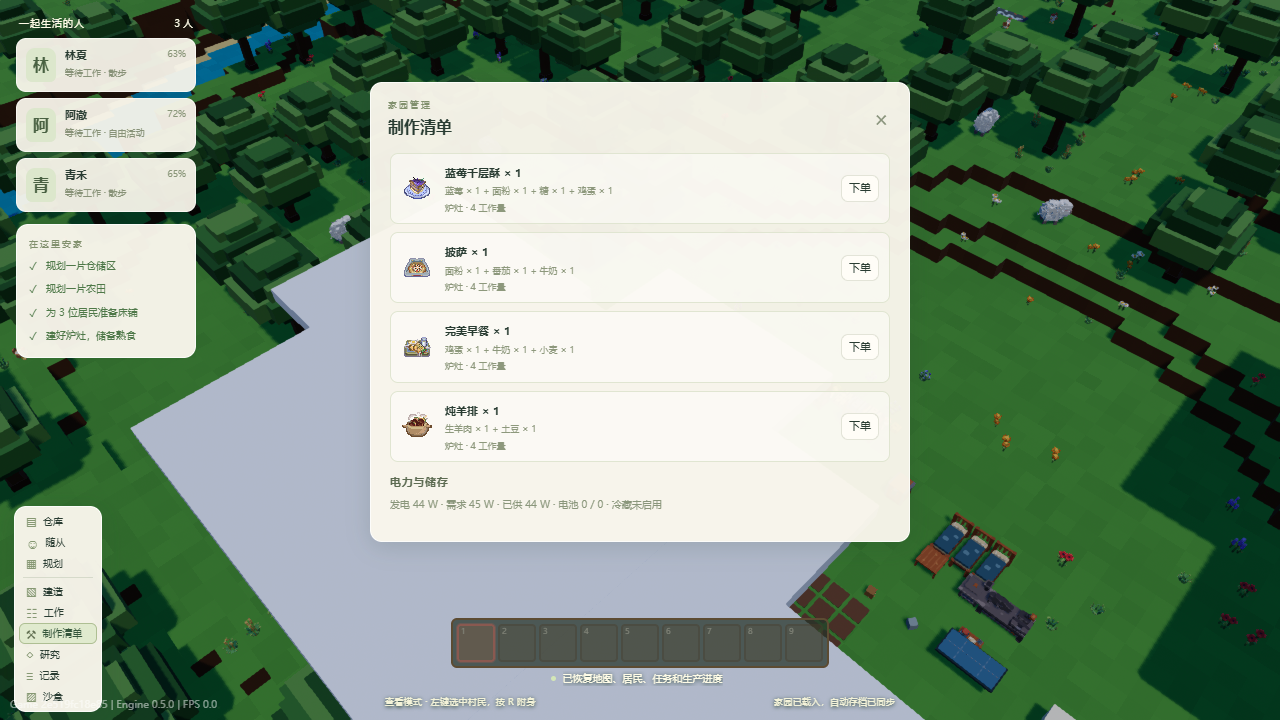 一起生活的人 3 人
林
林夏 63%
等待工作 · 散步
阿
阿澈 72%
等待工作 · 自由活动
青
青禾 65%
等待工作 · 散步
在这里安家
✓ 规划一片仓储区
✓ 规划一片农田
✓ 为 3 位居民准备床铺
✓ 建好炉灶，储备熟食
家园管理
制作清单
×
蓝莓千层酥 × 1
蓝莓 × 1 + 面粉 × 1 + 糖 × 1 + 鸡蛋 × 1
炉灶 · 4 工作量
下单
披萨 × 1
面粉 × 1 + 番茄 × 1 + 牛奶 × 1
炉灶 · 4 工作量
下单
完美早餐 × 1
鸡蛋 × 1 + 牛奶 × 1 + 小麦 × 1
炉灶 · 4 工作量
下单
炖羊排 × 1
生羊肉 × 1 + 土豆 × 1
炉灶 · 4 工作量
下单
电力与储存
发电 44 W · 需求 45 W · 已供 44 W · 电池 0 / 0 · 冷藏未启用
仓库
随从
规划
建造
工作
制作清单
研究
记录
沙盒
| Engine 0.5.0 | FPS 0.0
1 2 3 4 5 6 7 8 9
已恢复地图、居民、任务和生产进度
查看模式 · 左键选中村民，按 R 附身
家园已载入，自动存档已同步